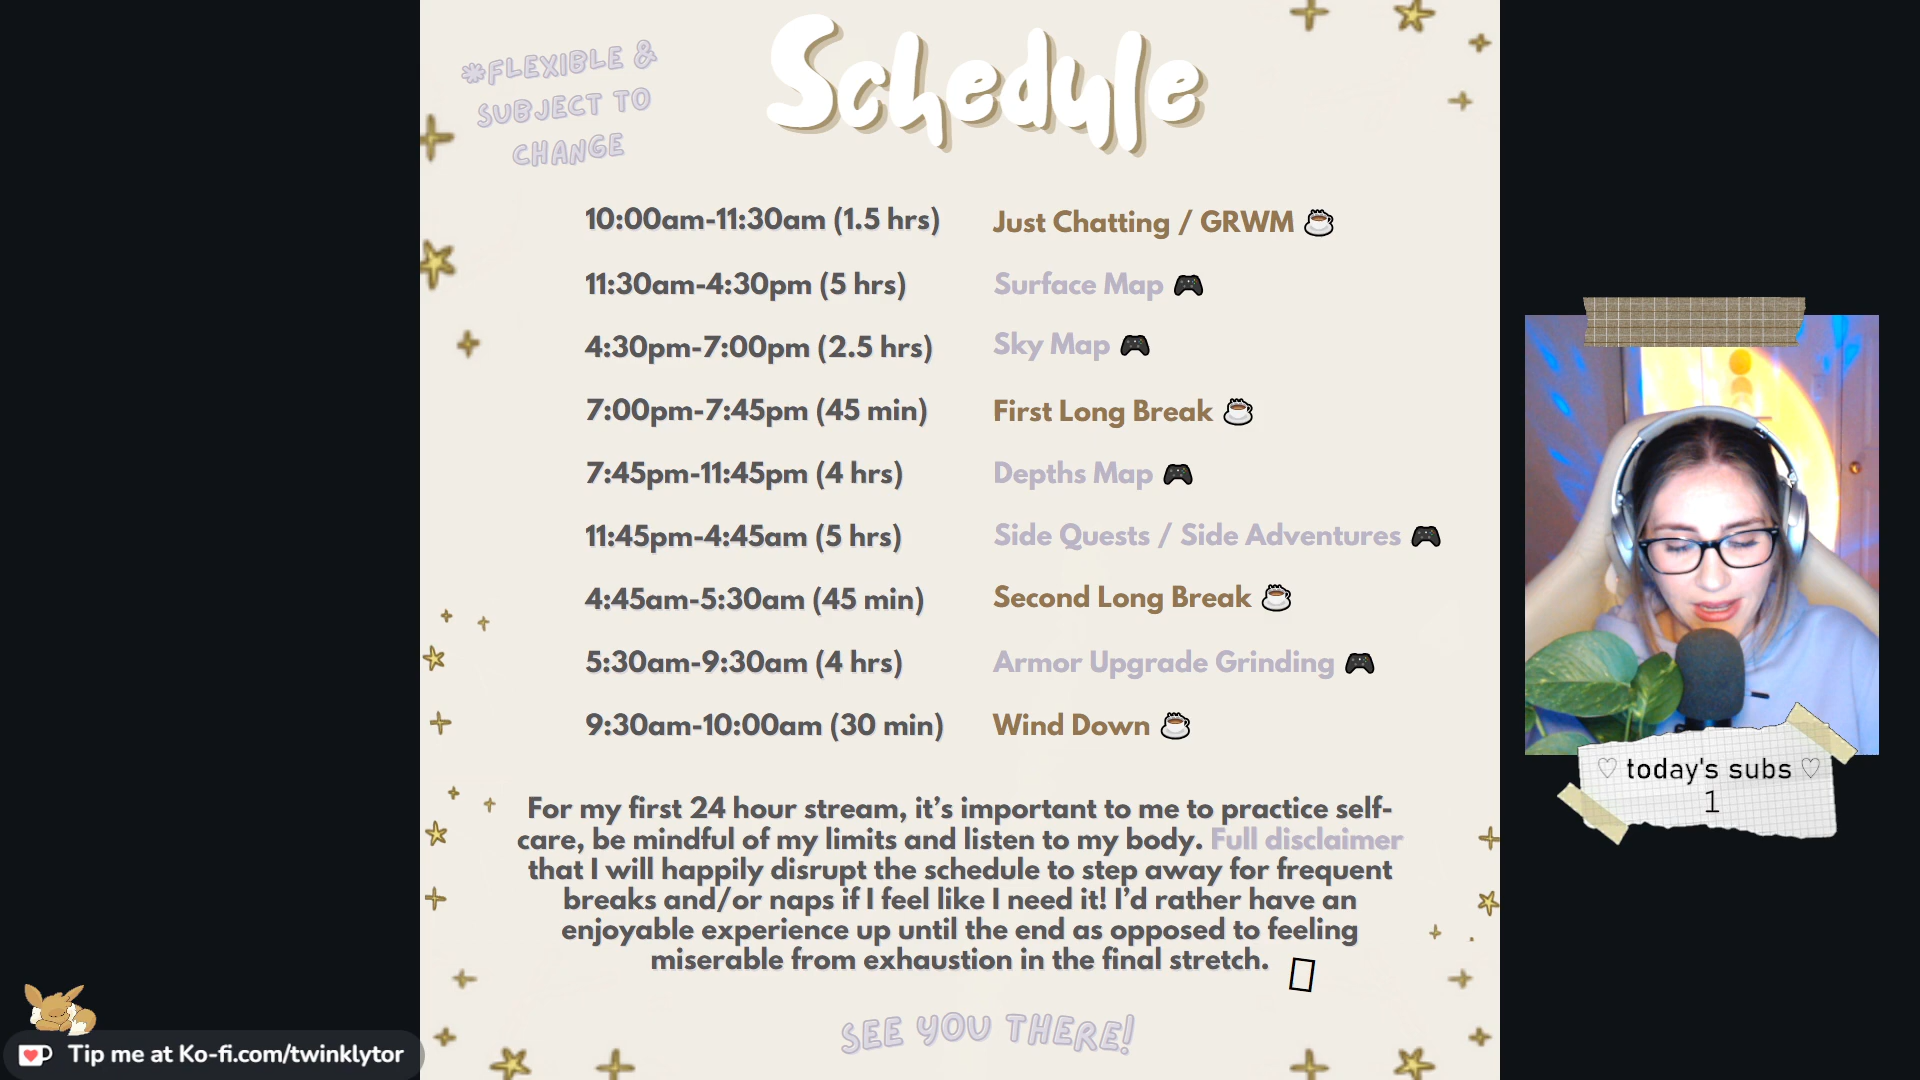 *FLEXIBLE &
SUBJECT TO
CHANGE
Schedule
10:00am-11:30am (1.5 hrs) Just Chatting / GRWM
11:30am-4:30pm (5 hrs) Surface Map
4:30pm-7:00pm (2.5 hrs) Sky Map
7:00pm-7:45pm (45 min) First Long Break
7:45pm-11:45pm (4 hrs) Depths Map
11:45pm-4:45am (5 hrs) Side Quests / Side Adventures
4:45am-5:30am (45 min) Second Long Break
5:30am-9:30am (4 hrs) Armor Upgrade Grinding
9:30am-10:00am (30 min) Wind Down
For my first 24 hour stream, it's important to me to practice self-
care, be mindful of my limits and listen to my body. Full disclaimer
that I will happily disrupt the schedule to step away for frequent
breaks and/or naps if I feel like I need it! I'd rather have an
enjoyable experience up until the end as opposed to feeling
miserable from exhaustion in the final stretch.
SEE YOU THERE!
♡ today's subs ♡
1
Tip me at Ko-fi.com/twinklytor